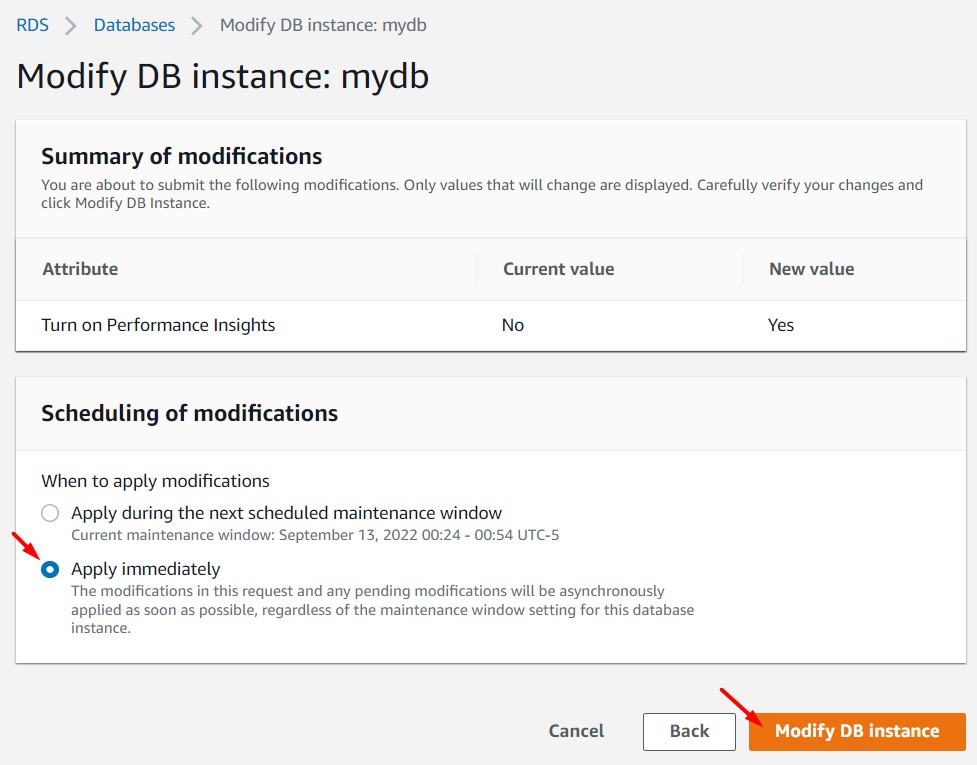 RDS > Databases > Modify DB instance: mydb
Modify DB instance: mydb
Summary of modifications
You are about to submit the following modifications. Only values that will change are displayed. Carefully verify your changes and
click Modify DB Instance.
Attribute Current value New value
Turn on Performance Insights No Yes
Scheduling of modifications
When to apply modifications
Apply during the next scheduled maintenance window
Current maintenance window: September 13, 2022 00:24 - 00:54 UTC-5
Apply immediately
The modifications in this request and any pending modifications will be asynchronously
applied as soon as possible, regardless of the maintenance window setting for this database
instance.
Cancel Back Modify DB instance